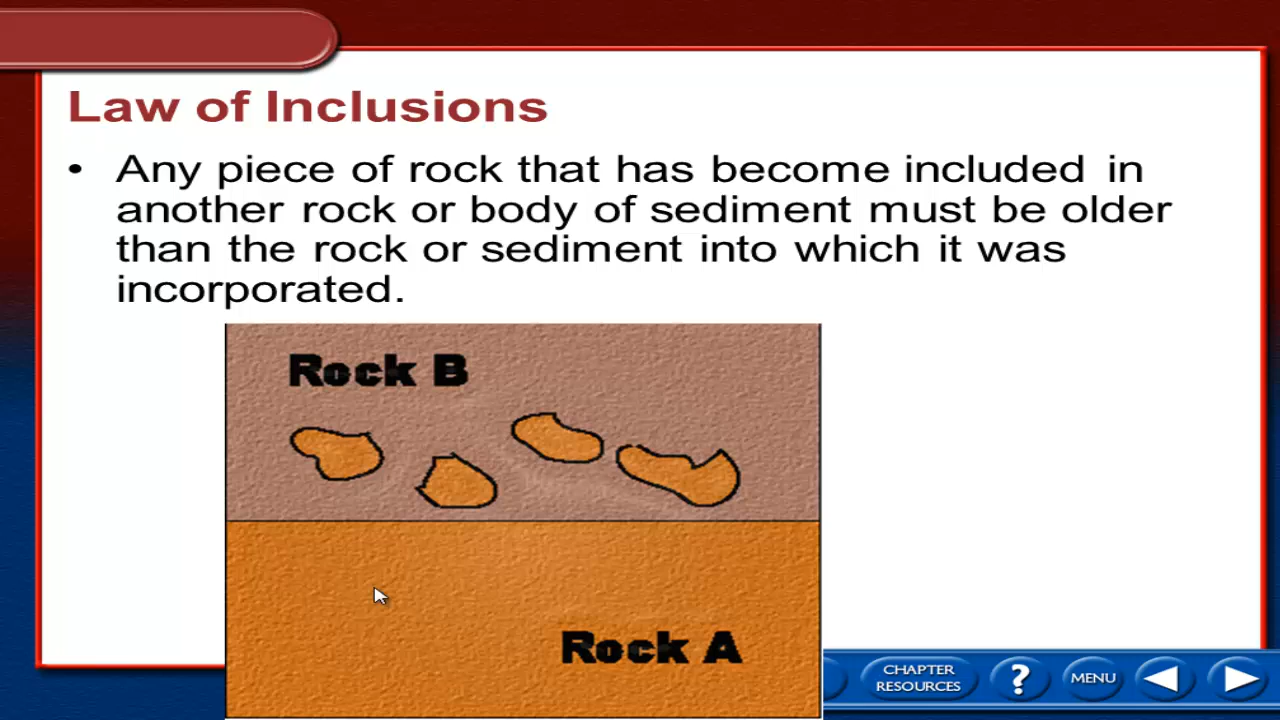 Law of Inclusions
• Any piece of rock that has become included in
another rock or body of sediment must be older
than the rock or sediment into which it was
incorporated.
Rock B
Rock A
CHAPTER
RESOURCES
?
MENU